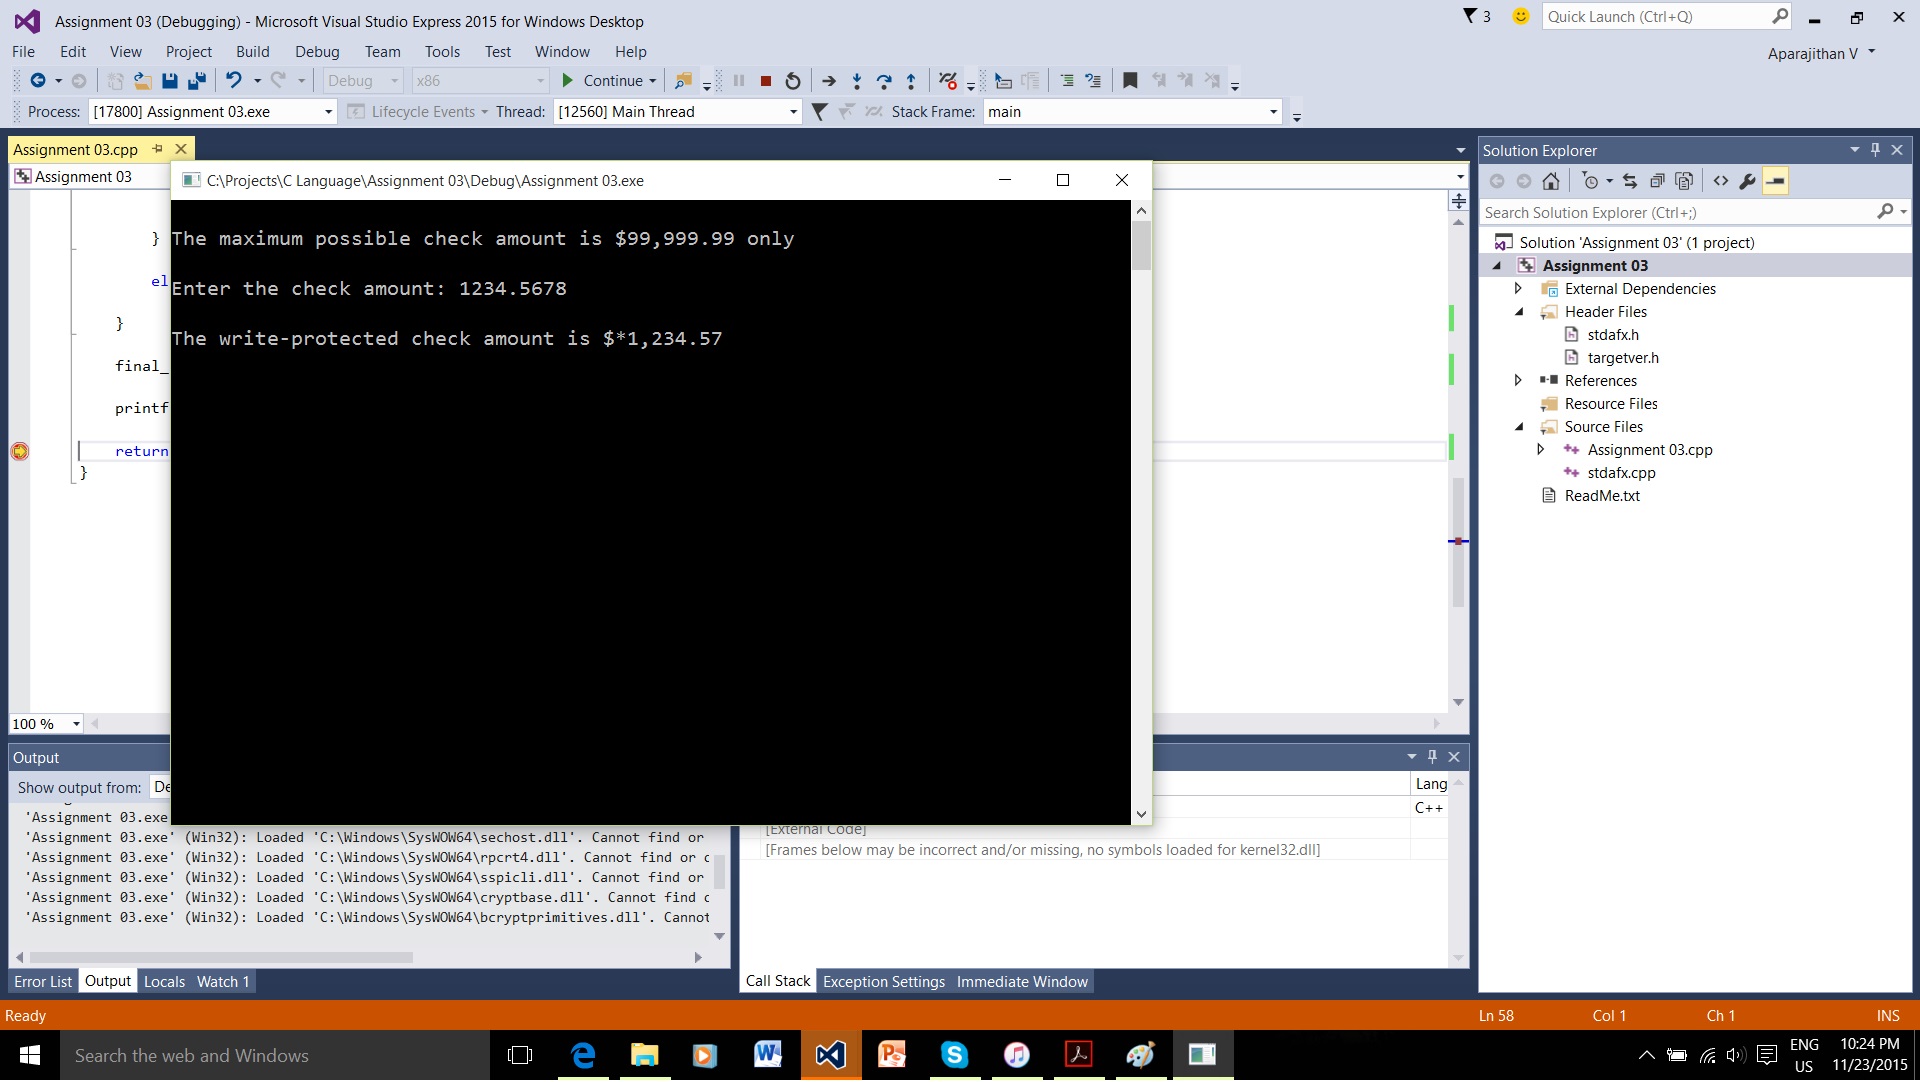 Assignment 03 (Debugging) - Microsoft Visual Studio Express 2015 for Windows Desktop
3
Quick Launch (Ctrl+Q)
File Edit View Project Build Debug Team Tools Test Window Help
Aparajithan V
Debug x86 Continue
Process: [17800] Assignment 03.exe Lifecycle Events Thread: [12560] Main Thread Stack Frame: main
Assignment 03.cpp
Assignment 03
C:\Projects\C Language\Assignment 03\Debug\Assignment 03.exe
The maximum possible check amount is $99,999.99 only
Enter the check amount: 1234.5678
The write-protected check amount is $*1,234.57
}
el
}
final_
printf
return
}
100 %
Solution Explorer
Search Solution Explorer (Ctrl+;)
Solution 'Assignment 03' (1 project)
Assignment 03
External Dependencies
Header Files
stdafx.h
targetver.h
References
Resource Files
Source Files
Assignment 03.cpp
stdafx.cpp
ReadMe.txt
Output
Show output from: De
'Assignment 03.exe
'Assignment 03.exe' (Win32): Loaded 'C:\Windows\SysWOW64\sechost.dll'. Cannot find or
'Assignment 03.exe' (Win32): Loaded 'C:\Windows\SysWOW64\rpcrt4.dll'. Cannot find or c
'Assignment 03.exe' (Win32): Loaded 'C:\Windows\SysWOW64\sspicli.dll'. Cannot find or
'Assignment 03.exe' (Win32): Loaded 'C:\Windows\SysWOW64\cryptbase.dll'. Cannot find c
'Assignment 03.exe' (Win32): Loaded 'C:\Windows\SysWOW64\bcryptprimitives.dll'. Cannot
Error List Output Locals Watch 1
Lang
C++
[External Code]
[Frames below may be incorrect and/or missing, no symbols loaded for kernel32.dll]
Call Stack Exception Settings Immediate Window
Ready Ln 58 Col 1 Ch 1 INS
Search the web and Windows
ENG
US
10:24 PM
11/23/2015